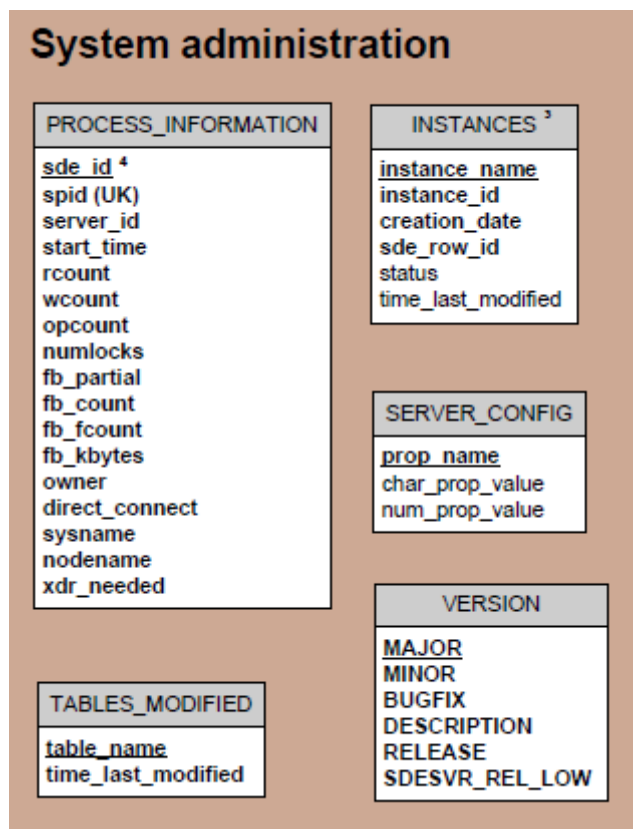 System administration
PROCESS_INFORMATION
sde_id 4
spid (UK)
server_id
start_time
rcount
wcount
opcount
numlocks
fb_partial
fb_count
fb_fcount
fb_kbytes
owner
direct_connect
sysname
nodename
xdr_needed
INSTANCES 3
instance_name
instance_id
creation_date
sde_row_id
status
time_last_modified
SERVER_CONFIG
prop_name
char_prop_value
num_prop_value
VERSION
MAJOR
MINOR
BUGFIX
DESCRIPTION
RELEASE
SDESVR_REL_LOW
TABLES_MODIFIED
table_name
time_last_modified